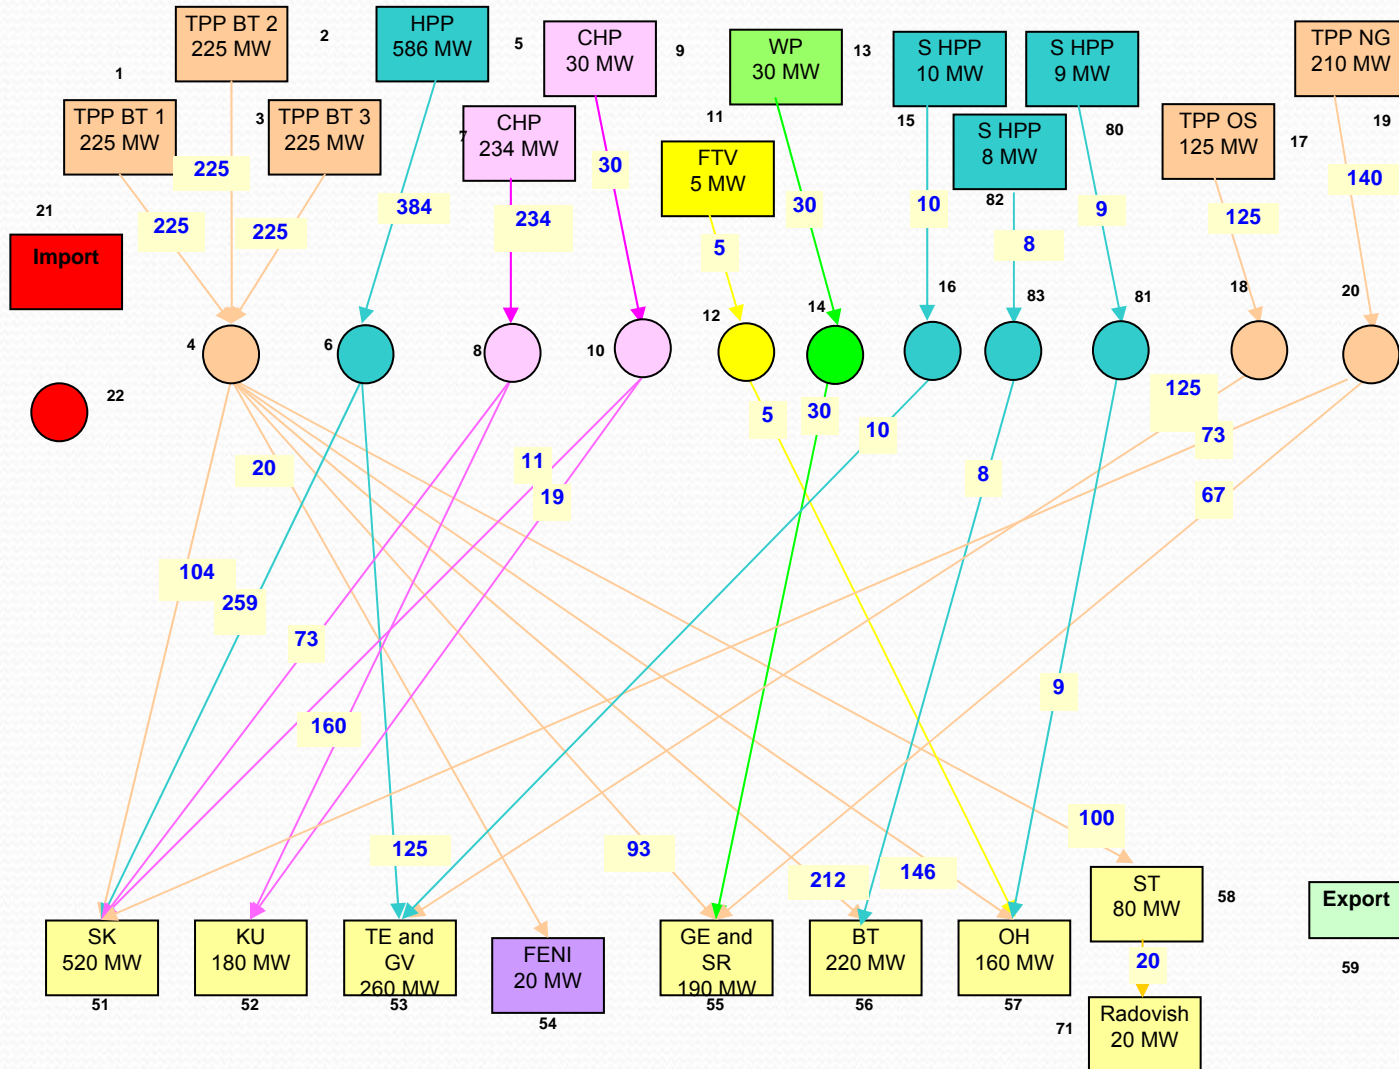 TPP BT 2
225 MW
2
HPP
586 MW
5
CHP
30 MW
9
WP
30 MW
13
S HPP
10 MW
S HPP
9 MW
TPP NG
210 MW
1
TPP BT 1
225 MW
3
TPP BT 3
225 MW
7
CHP
234 MW
11
FTV
5 MW
15
S HPP
8 MW
80
TPP OS
125 MW
17
19
225
225
225
384
234
30
5
30
10
82
8
9
125
140
21
Import
4
6
8
10
12
14
16
83
81
18
20
22
20
11
19
5
30
10
8
125
73
67
104
259
73
160
9
125
93
212
146
100
SK
520 MW
51
KU
180 MW
52
TE and
GV
260 MW
53
FENI
20 MW
54
GE and
SR
190 MW
55
BT
220 MW
56
OH
160 MW
57
ST
80 MW
58
20
71
Radovish
20 MW
Export
59